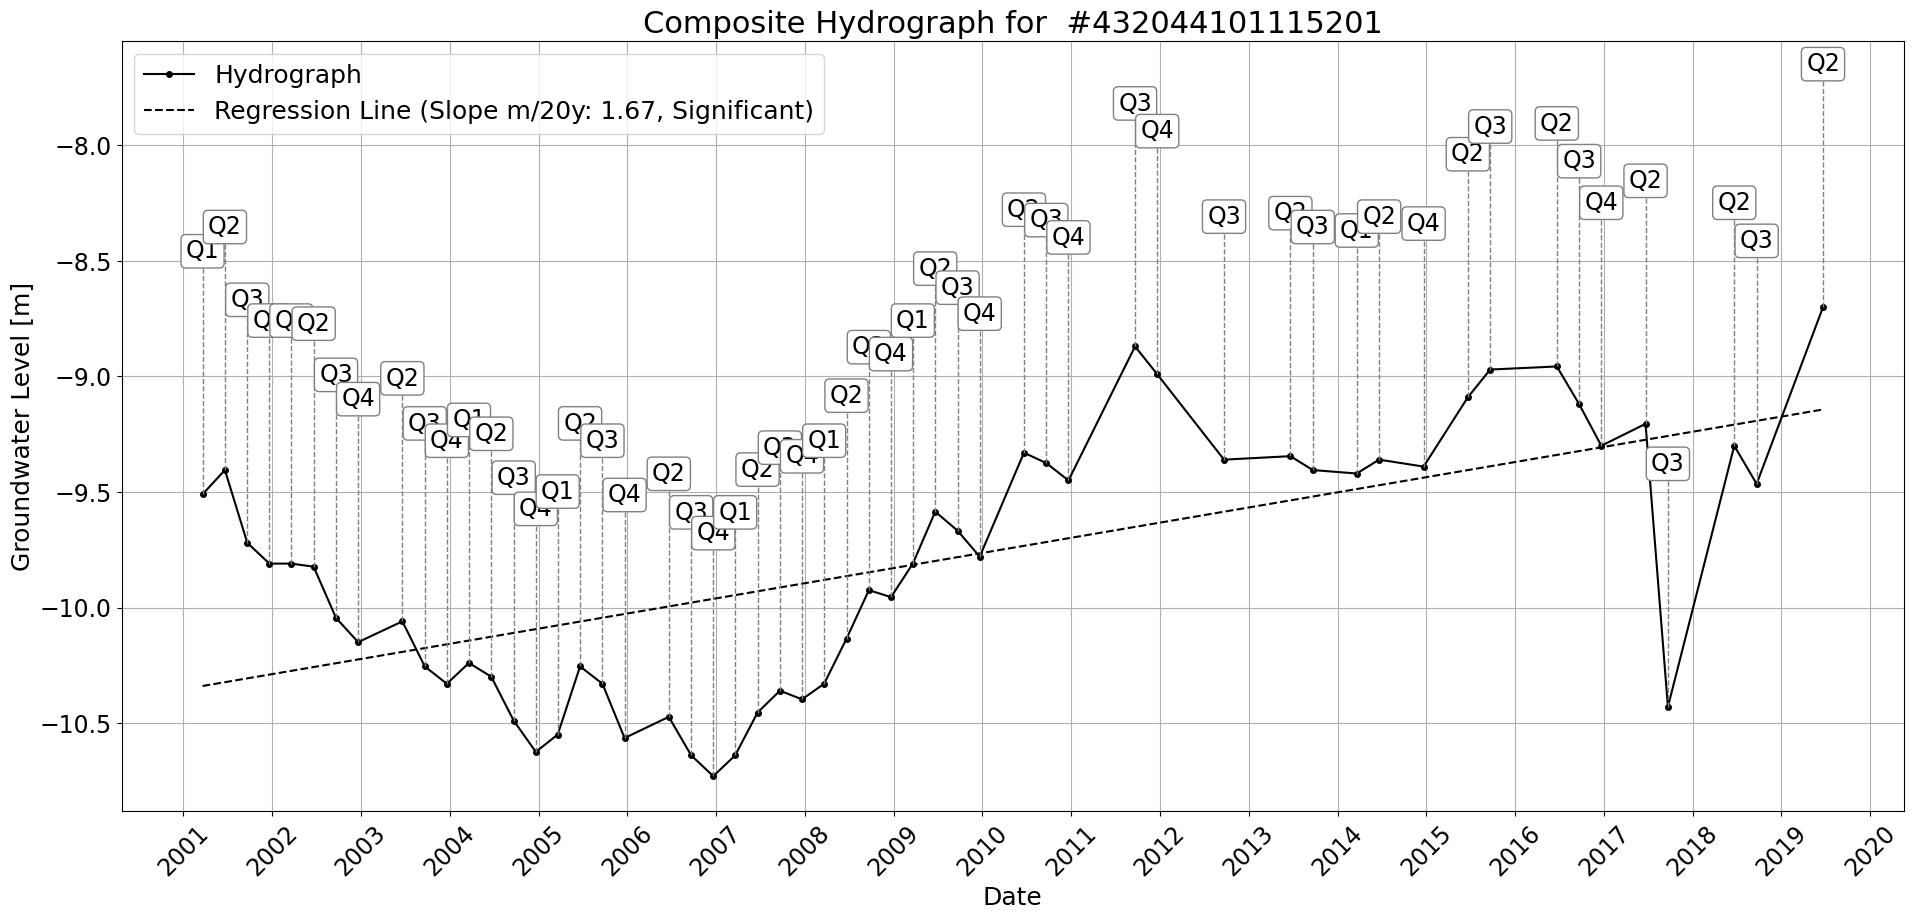 Composite Hydrograph for #432044101115201
Hydrograph
Regression Line (Slope m/20y: 1.67, Significant)
Groundwater Level [m]
−8.0
−8.5
−9.0
−9.5
−10.0
−10.5
Q1
Q2
Q3
Q2
Q3
Q4
Q2
Q3
Q4
Q1
Q2
Q3
Q4
Q1
Q2
Q3
Q4
Q2
Q3
Q4
Q1
Q2
Q4
Q1
Q2
Q4
Q1
Q2
Q3
Q4
Q3
Q4
Q3
Q4
Q3
Q3
Q2
Q4
Q2
Q3
Q2
Q3
Q4
Q2
Q3
Q2
Q3
Q2
2001
2002
2003
2004
2005
2006
2007
2008
2009
2010
2011
2012
2013
2014
2015
2016
2017
2018
2019
2020
Date